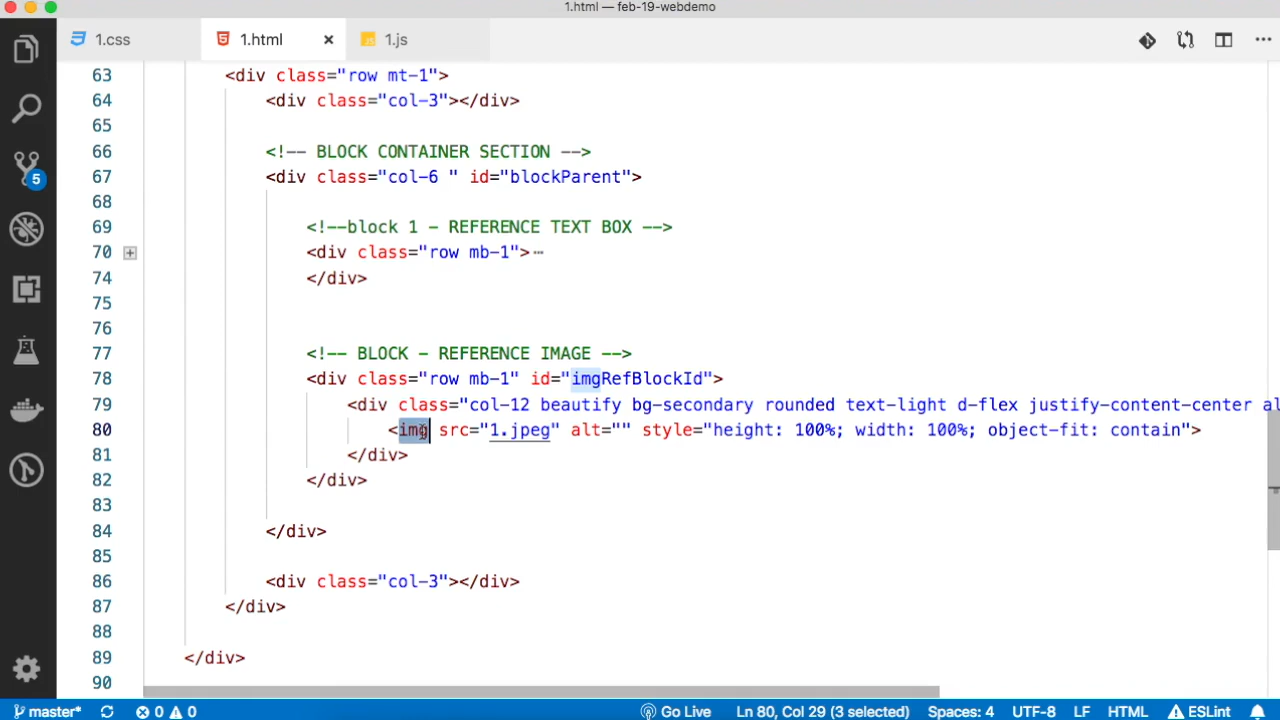 1.html — feb-19-webdemo
1.css
1.html
1.js
63 <div class="row mt-1">
64 <div class="col-3"></div>
65
66 <!-- BLOCK CONTAINER SECTION -->
67 <div class="col-6 " id="blockParent">
68
69 <!--block 1 - REFERENCE TEXT BOX -->
70 <div class="row mb-1">
74 </div>
75
76
77 <!-- BLOCK - REFERENCE IMAGE -->
78 <div class="row mb-1" id="imgRefBlockId">
79 <div class="col-12 beautify bg-secondary rounded text-light d-flex justify-content-center al
80 <img src="1.jpeg" alt="" style="height: 100%; width: 100%; object-fit: contain">
81 </div>
82 </div>
83
84 </div>
85
86 <div class="col-3"></div>
87 </div>
88
89 </div>
90
5
master* 0 0 Go Live Ln 80, Col 29 (3 selected) Spaces: 4 UTF-8 LF HTML ESLint